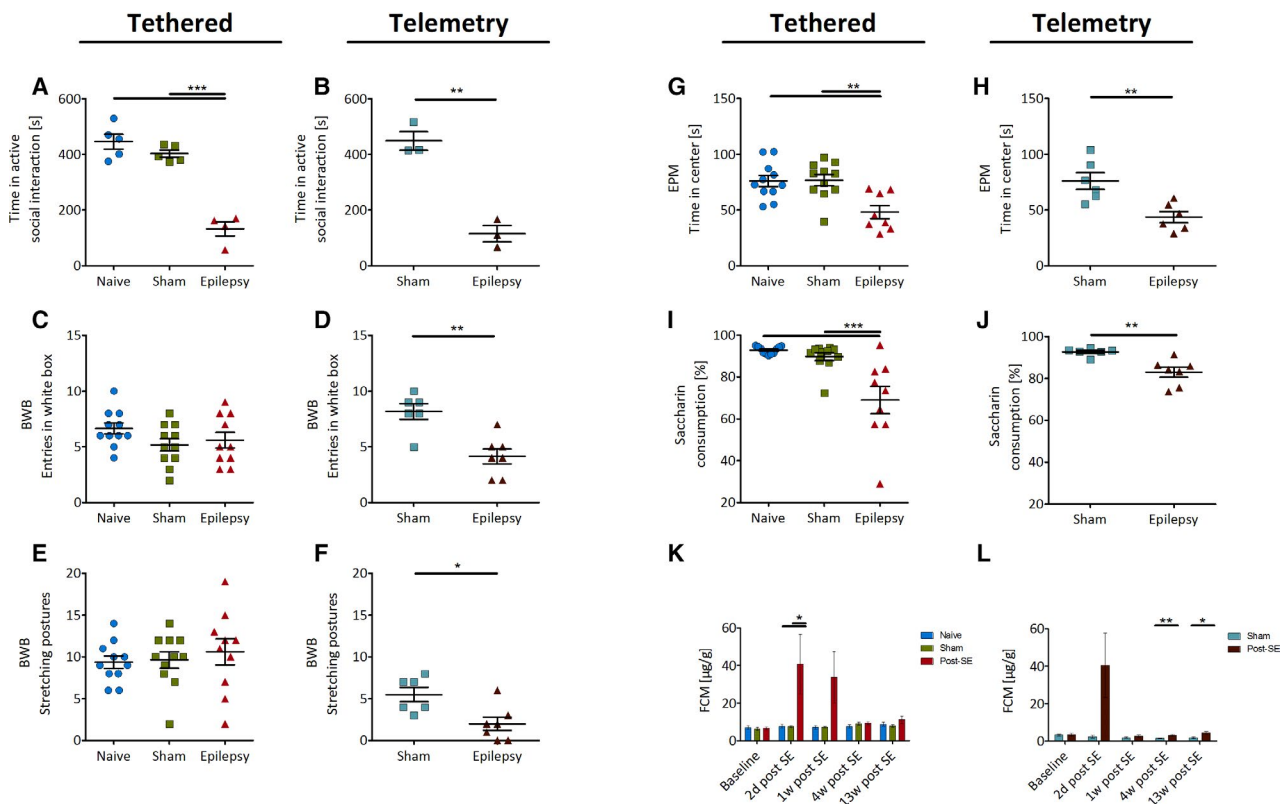 Tethered
Telemetry
Tethered
Telemetry
A
Time in active
social interaction [s]
600
400
200
0
***
Naive Sham Epilepsy
B
Time in active
social interaction [s]
600
400
200
0
**
Sham Epilepsy
G
EPM
Time in center [s]
150
100
50
0
**
Naive Sham Epilepsy
H
EPM
Time in center [s]
150
100
50
0
**
Sham Epilepsy
C
BWB
Entries in white box
15
10
5
0
Naive Sham Epilepsy
D
BWB
Entries in white box
15
10
5
0
**
Sham Epilepsy
I
Saccharin
consumption [%]
100
80
60
40
20
***
Naive Sham Epilepsy
J
Saccharin
consumption [%]
100
80
60
40
20
**
Sham Epilepsy
E
BWB
Stretching postures
20
15
10
5
0
Naive Sham Epilepsy
F
BWB
Stretching postures
20
15
10
5
0
*
Sham Epilepsy
K
FCM [µg/g]
60
40
20
0
*
Naive
Sham
Post-SE
Baseline
2d post SE
1w post SE
4w post SE
13w post SE
L
FCM [µg/g]
60
40
20
0
**
*
Sham
Post-SE
Baseline
2d post SE
1w post SE
4w post SE
13w post SE